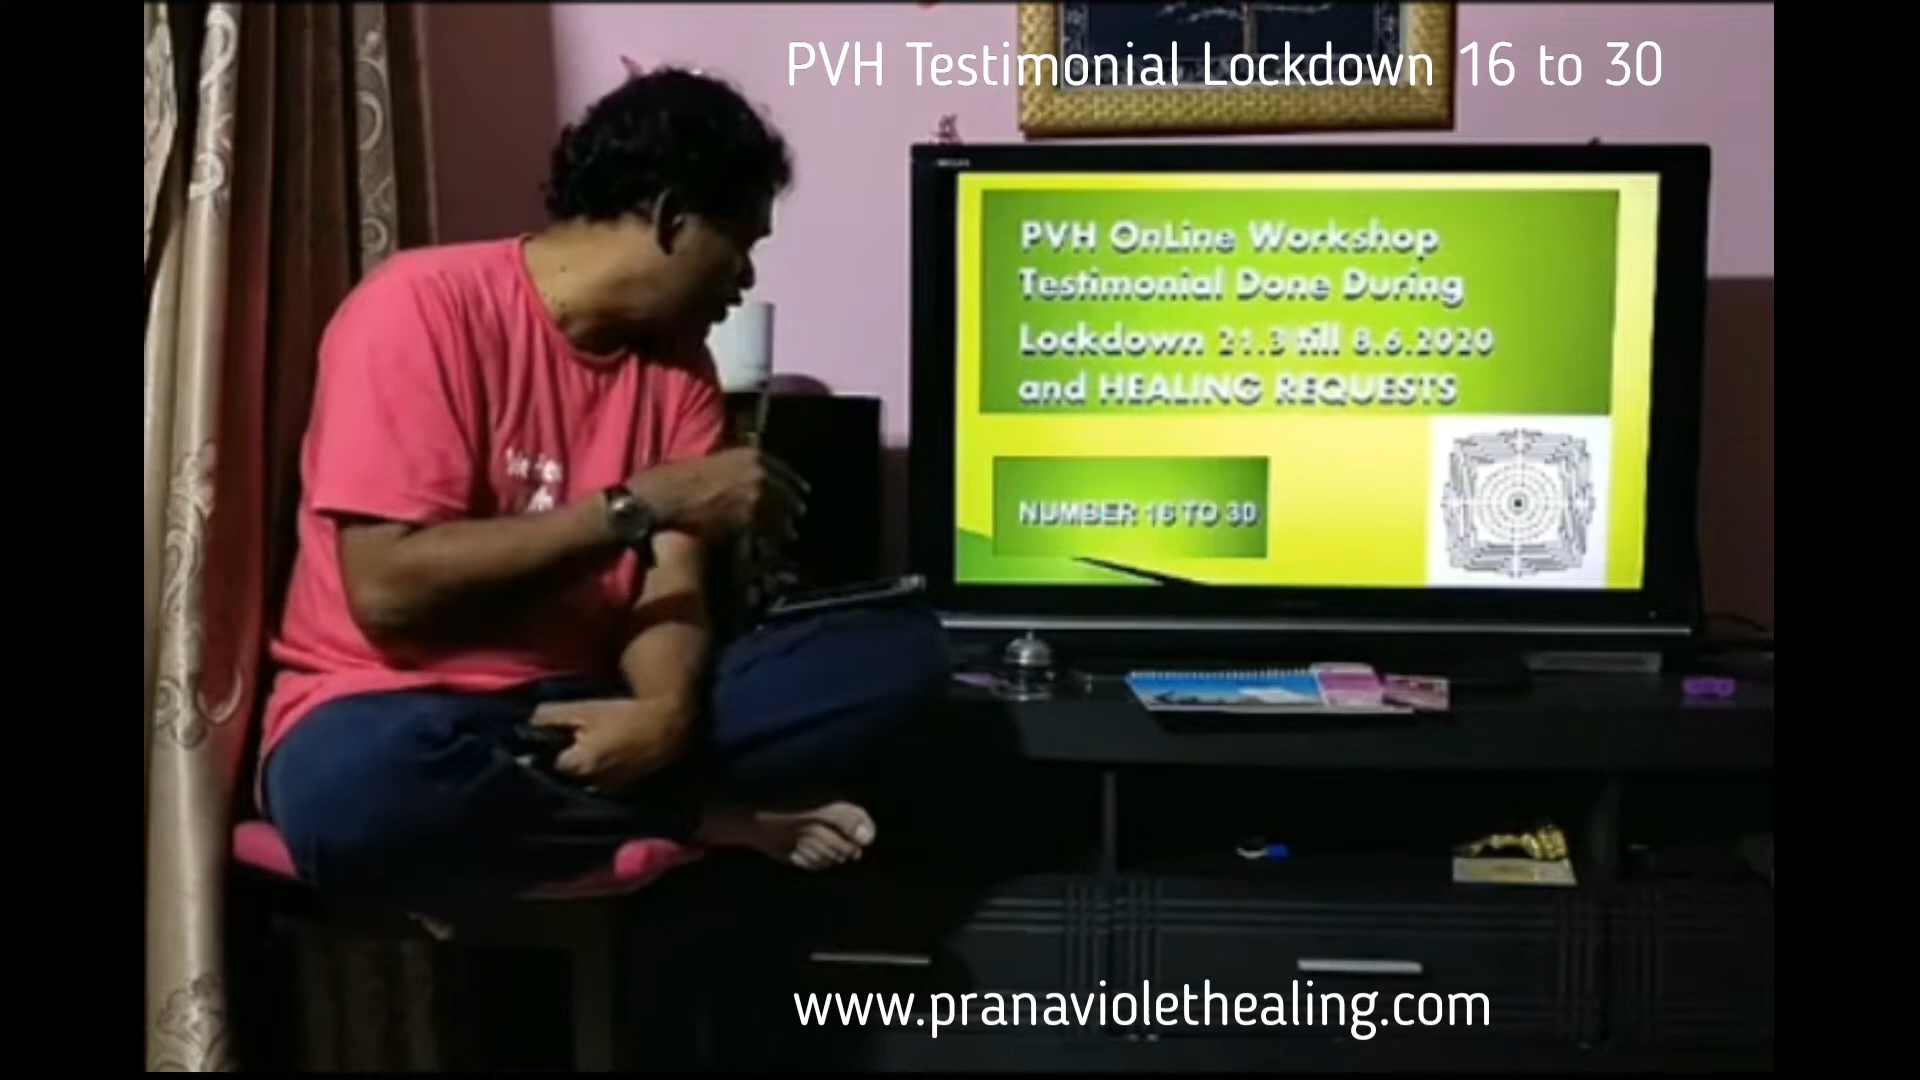 PVH Testimonial Lockdown 16 to 30
PVH OnLine Workshop
Testimonial Done During
Lockdown 21.3 till 8.6.2020
and HEALING REQUESTS
NUMBER 16 TO 30
www.pranaviolethealing.com